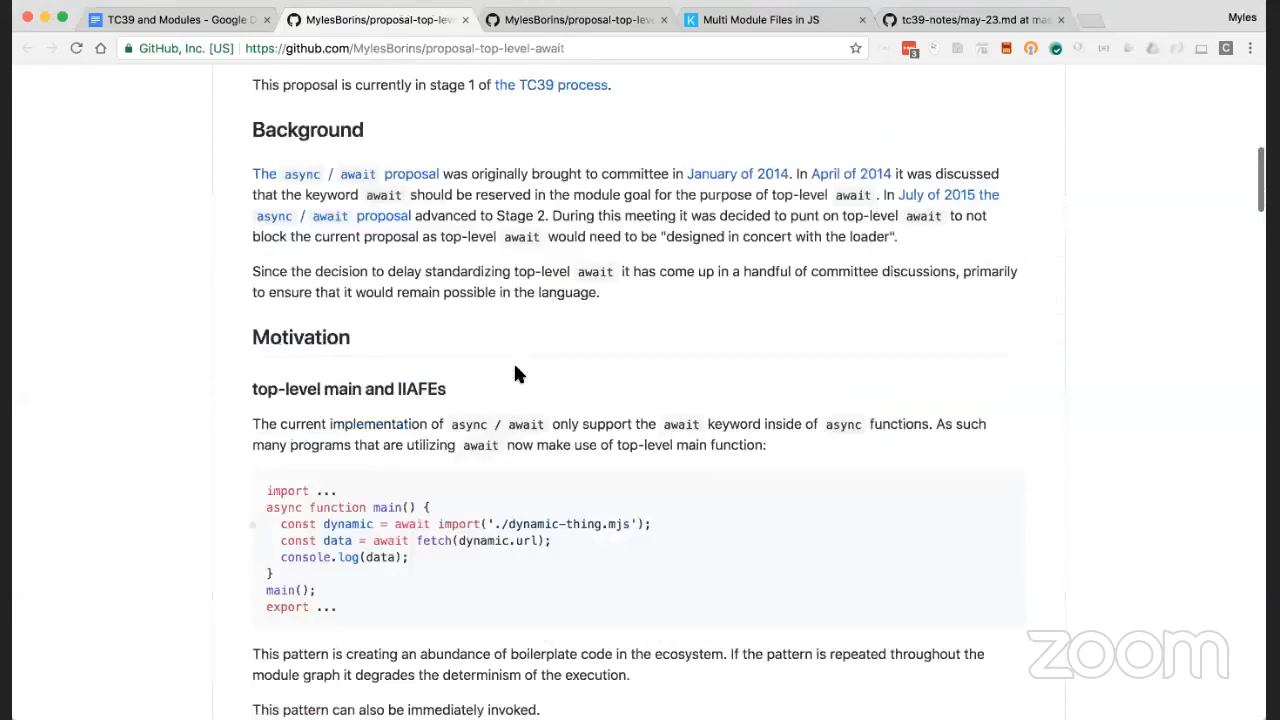 TC39 and Modules - Google D
MylesBorins/proposal-top-leve
MylesBorins/proposal-top-leve
Multi Module Files in JS
tc39-notes/may-23.md at mas
Myles
GitHub, Inc. [US]
https://github.com/MylesBorins/proposal-top-level-await
3
C
This proposal is currently in stage 1 of the TC39 process.
Background
The async / await proposal was originally brought to committee in January of 2014. In April of 2014 it was discussed
that the keyword await should be reserved in the module goal for the purpose of top-level await . In July of 2015 the
async / await proposal advanced to Stage 2. During this meeting it was decided to punt on top-level await to not
block the current proposal as top-level await would need to be "designed in concert with the loader".
Since the decision to delay standardizing top-level await it has come up in a handful of committee discussions, primarily
to ensure that it would remain possible in the language.
Motivation
top-level main and IIAFEs
The current implementation of async / await only support the await keyword inside of async functions. As such
many programs that are utilizing await now make use of top-level main function:
import ...
async function main() {
const dynamic = await import('./dynamic-thing.mjs');
const data = await fetch(dynamic.url);
console.log(data);
}
main();
export ...
This pattern is creating an abundance of boilerplate code in the ecosystem. If the pattern is repeated throughout the
module graph it degrades the determinism of the execution.
This pattern can also be immediately invoked.
zoom